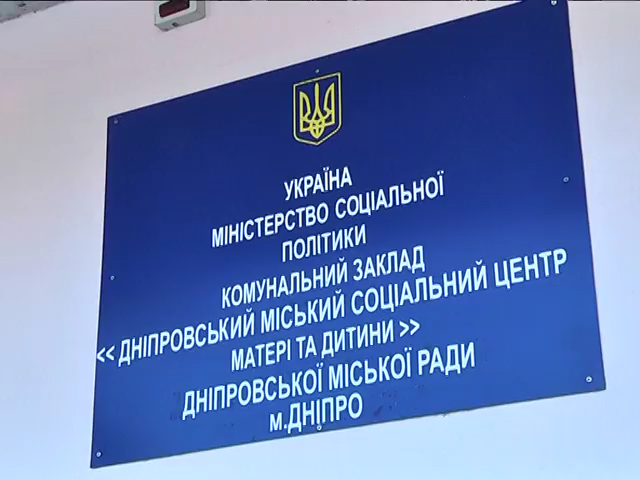 УКРАЇНА
МІНІСТЕРСТВО СОЦІАЛЬНОЇ
ПОЛІТИКИ
КОМУНАЛЬНИЙ ЗАКЛАД
<< ДНІПРОВСЬКИЙ МІСЬКИЙ СОЦІАЛЬНИЙ ЦЕНТР
МАТЕРІ ТА ДИТИНИ >>
ДНІПРОВСЬКОЇ МІСЬКОЇ РАДИ
м.ДНІПРО